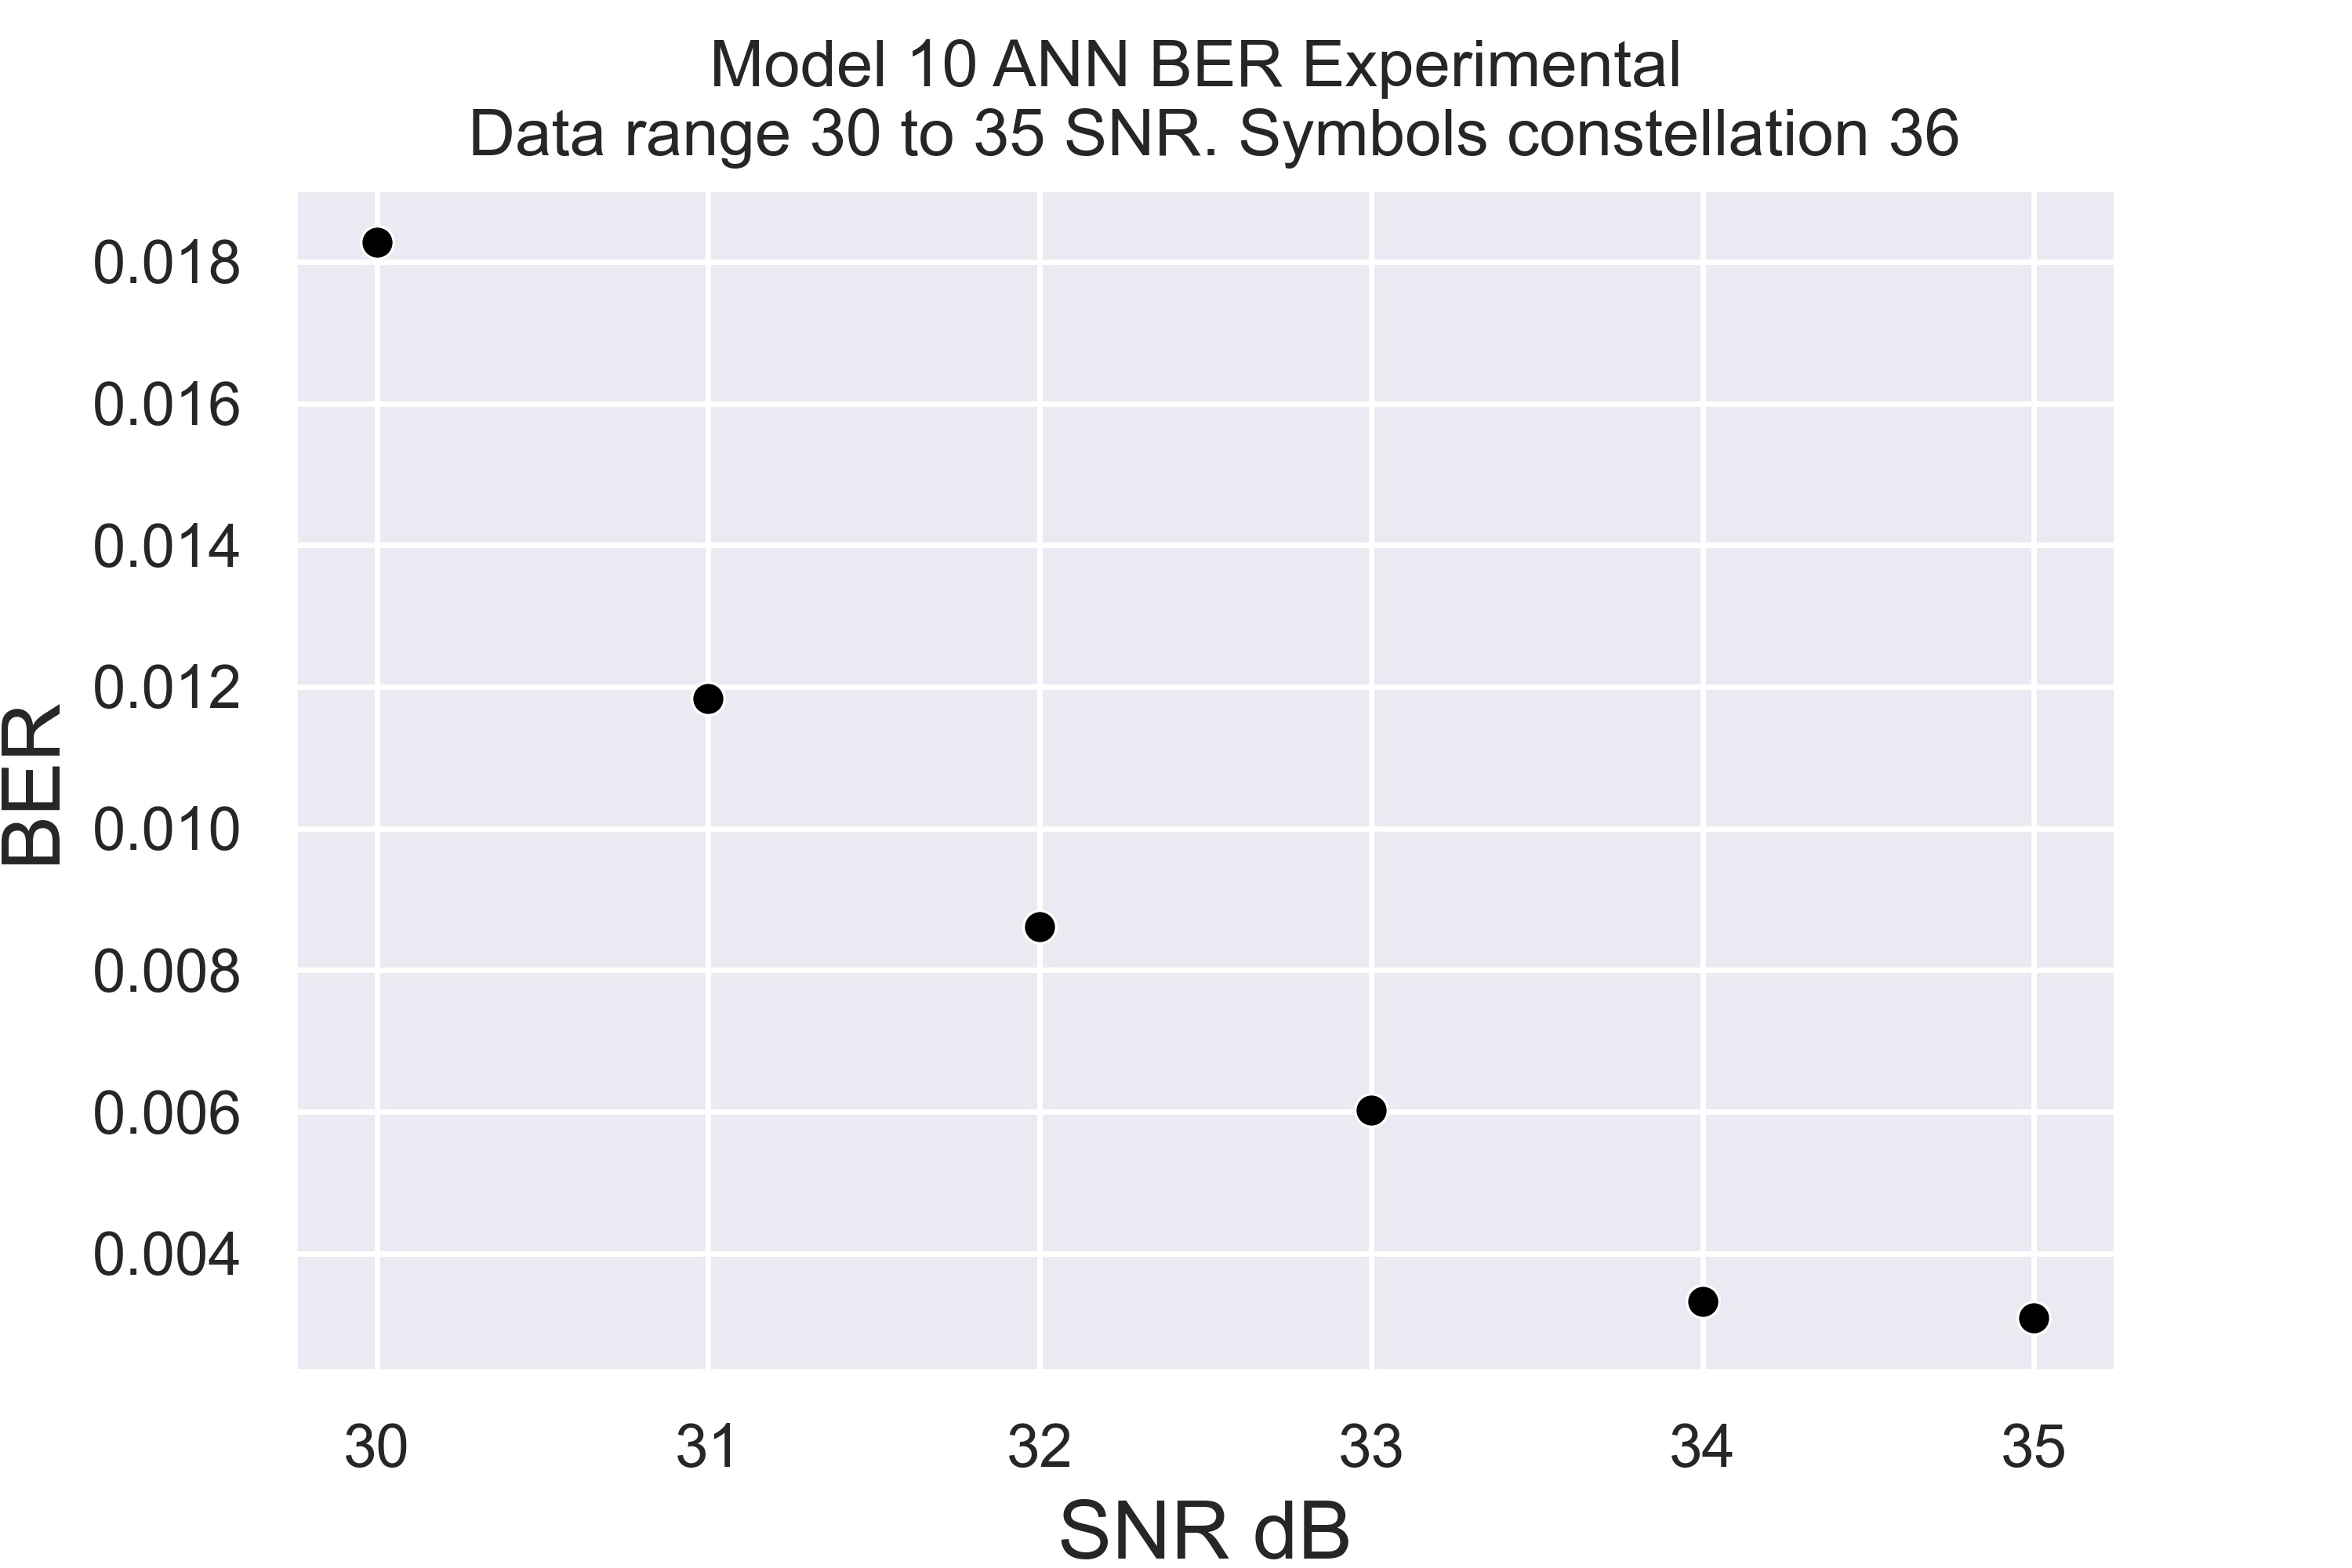 Model 10 ANN BER Experimental
Data range 30 to 35 SNR. Symbols constellation 36
0.018
0.016
0.014
0.012
0.010
0.008
0.006
0.004
BER
30 31 32 33 34 35
SNR dB